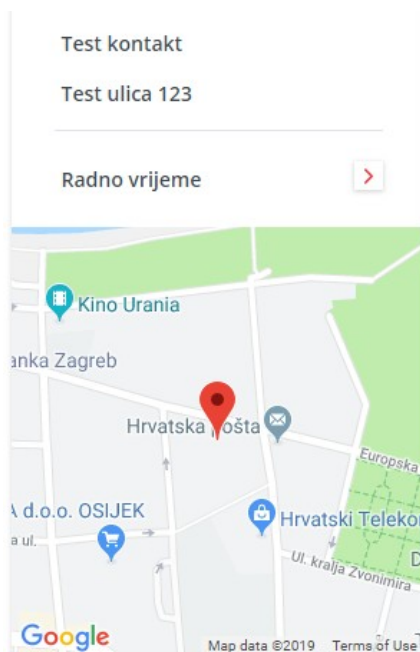 Test kontakt
Test ulica 123
Radno vrijeme
Kino Urania
anka Zagreb
Hrvatska pošta
Europska
A d.o.o. OSIJEK
Hrvatski Teleko
a ul.
Ul. kralja Zvonimira
D
Google
Map data ©2019 Terms of Use